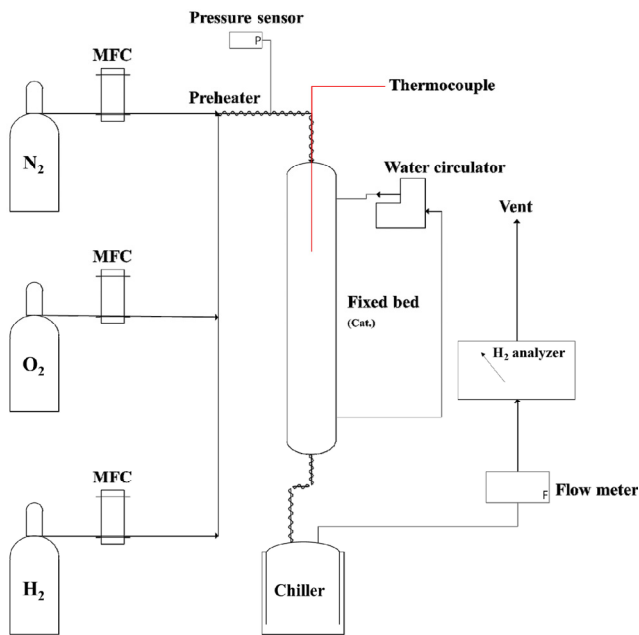 Pressure sensor
P
MFC
Preheater
Thermocouple
N₂
Water circulator
Vent
MFC
Fixed bed
(Cat.)
H₂ analyzer
O₂
MFC
F
Flow meter
Chiller
H₂